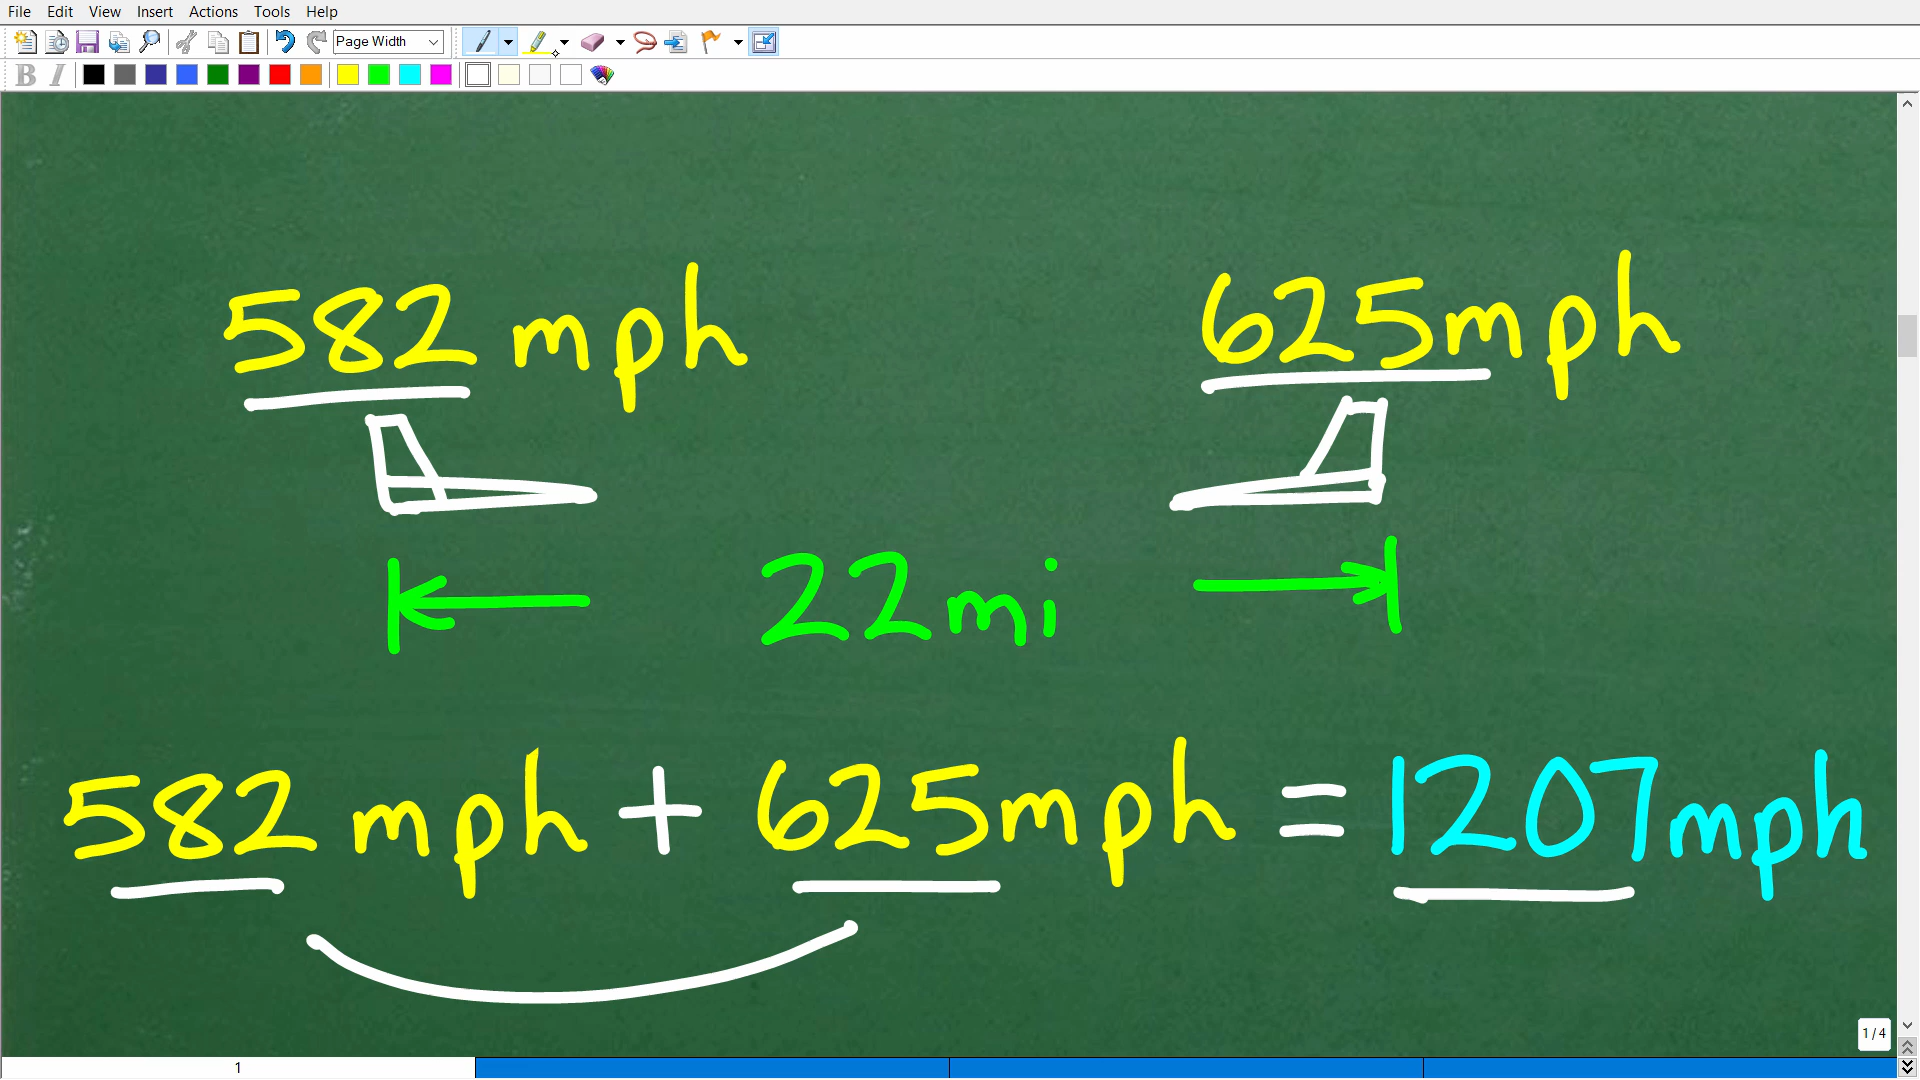 File Edit View Insert Actions Tools Help
Page Width
B I
582 mph 625mph
22mi
582 mph + 625mph = 1207mph
1 / 4
1